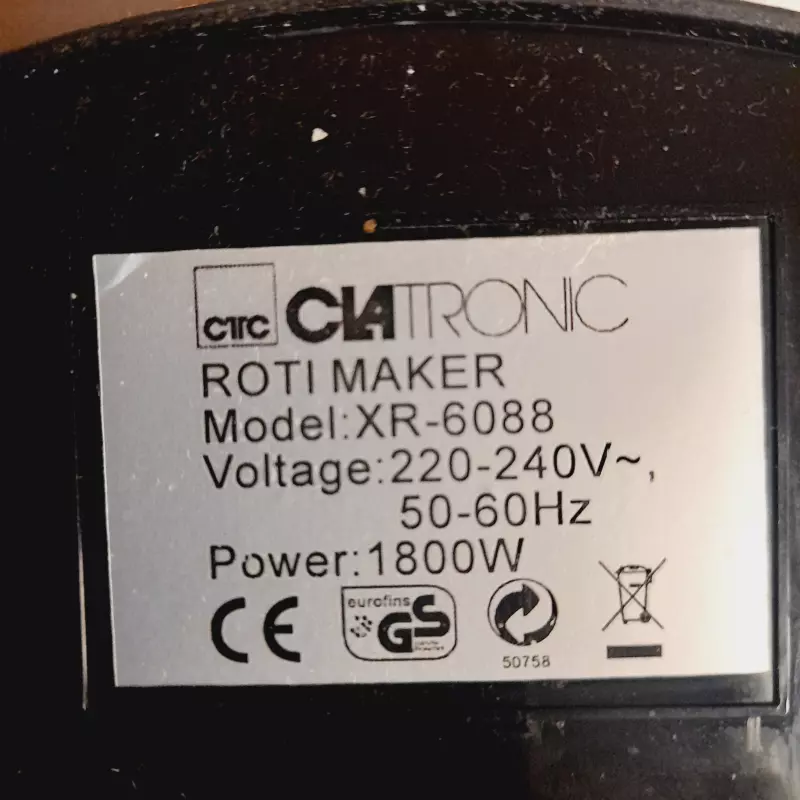 CTC CLATRONIC
ROTI MAKER
Model:XR-6088
Voltage:220-240V~,
50-60Hz
Power:1800W
CE eurofins GS
50758